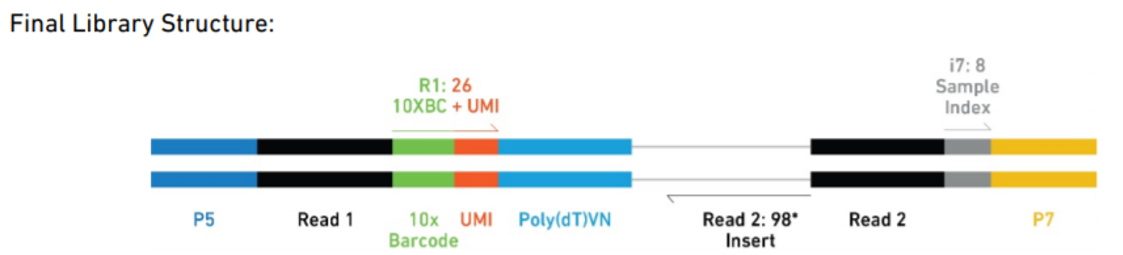 Final Library Structure:
i7: 8
Sample
Index
R1: 26
10XBC + UMI
P5
Read 1
10x
Barcode
UMI
Poly(dT)VN
Read 2: 98*
Insert
Read 2
P7